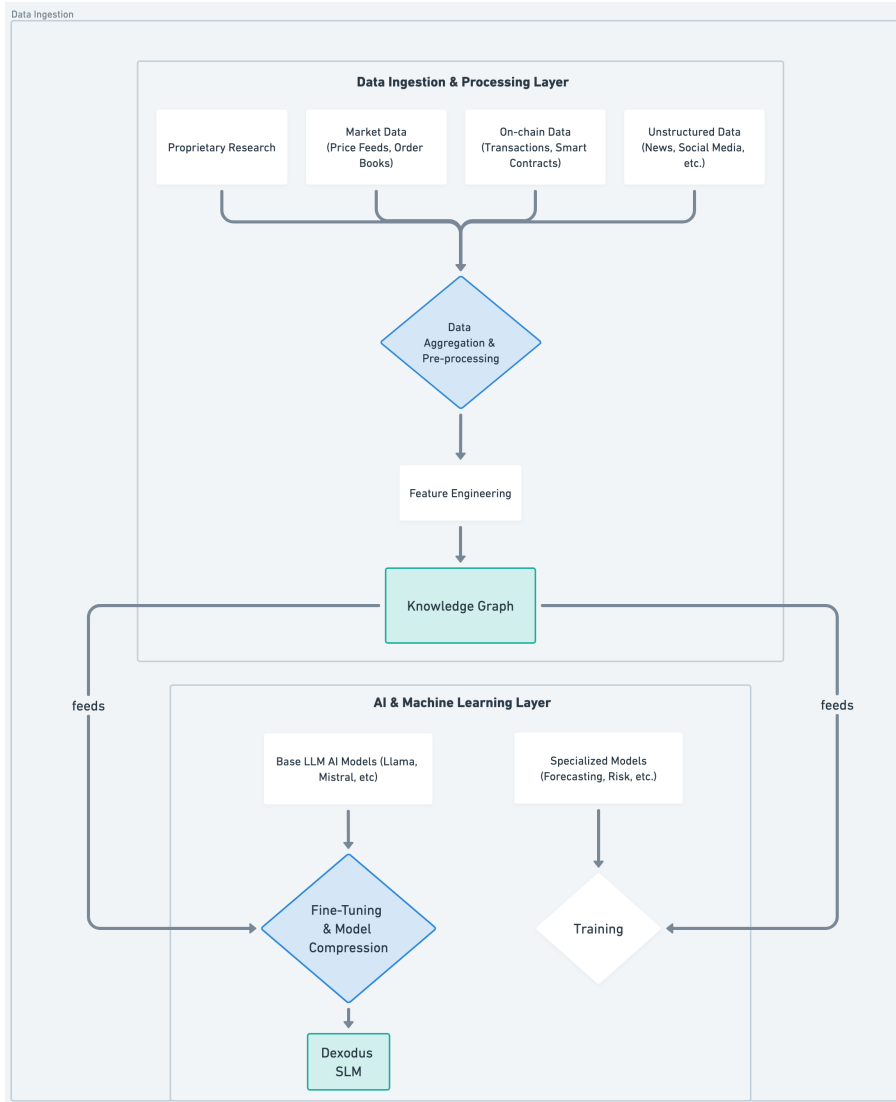 Data Ingestion
Data Ingestion & Processing Layer
Proprietary Research
Market Data
(Price Feeds, Order
Books)
On-chain Data
(Transactions, Smart
Contracts)
Unstructured Data
(News, Social Media,
etc.)
Data
Aggregation &
Pre-processing
Feature Engineering
Knowledge Graph
feeds
feeds
AI & Machine Learning Layer
Base LLM AI Models (Llama,
Mistral, etc)
Specialized Models
(Forecasting, Risk, etc.)
Fine-Tuning
& Model
Compression
Training
Dexodus
SLM